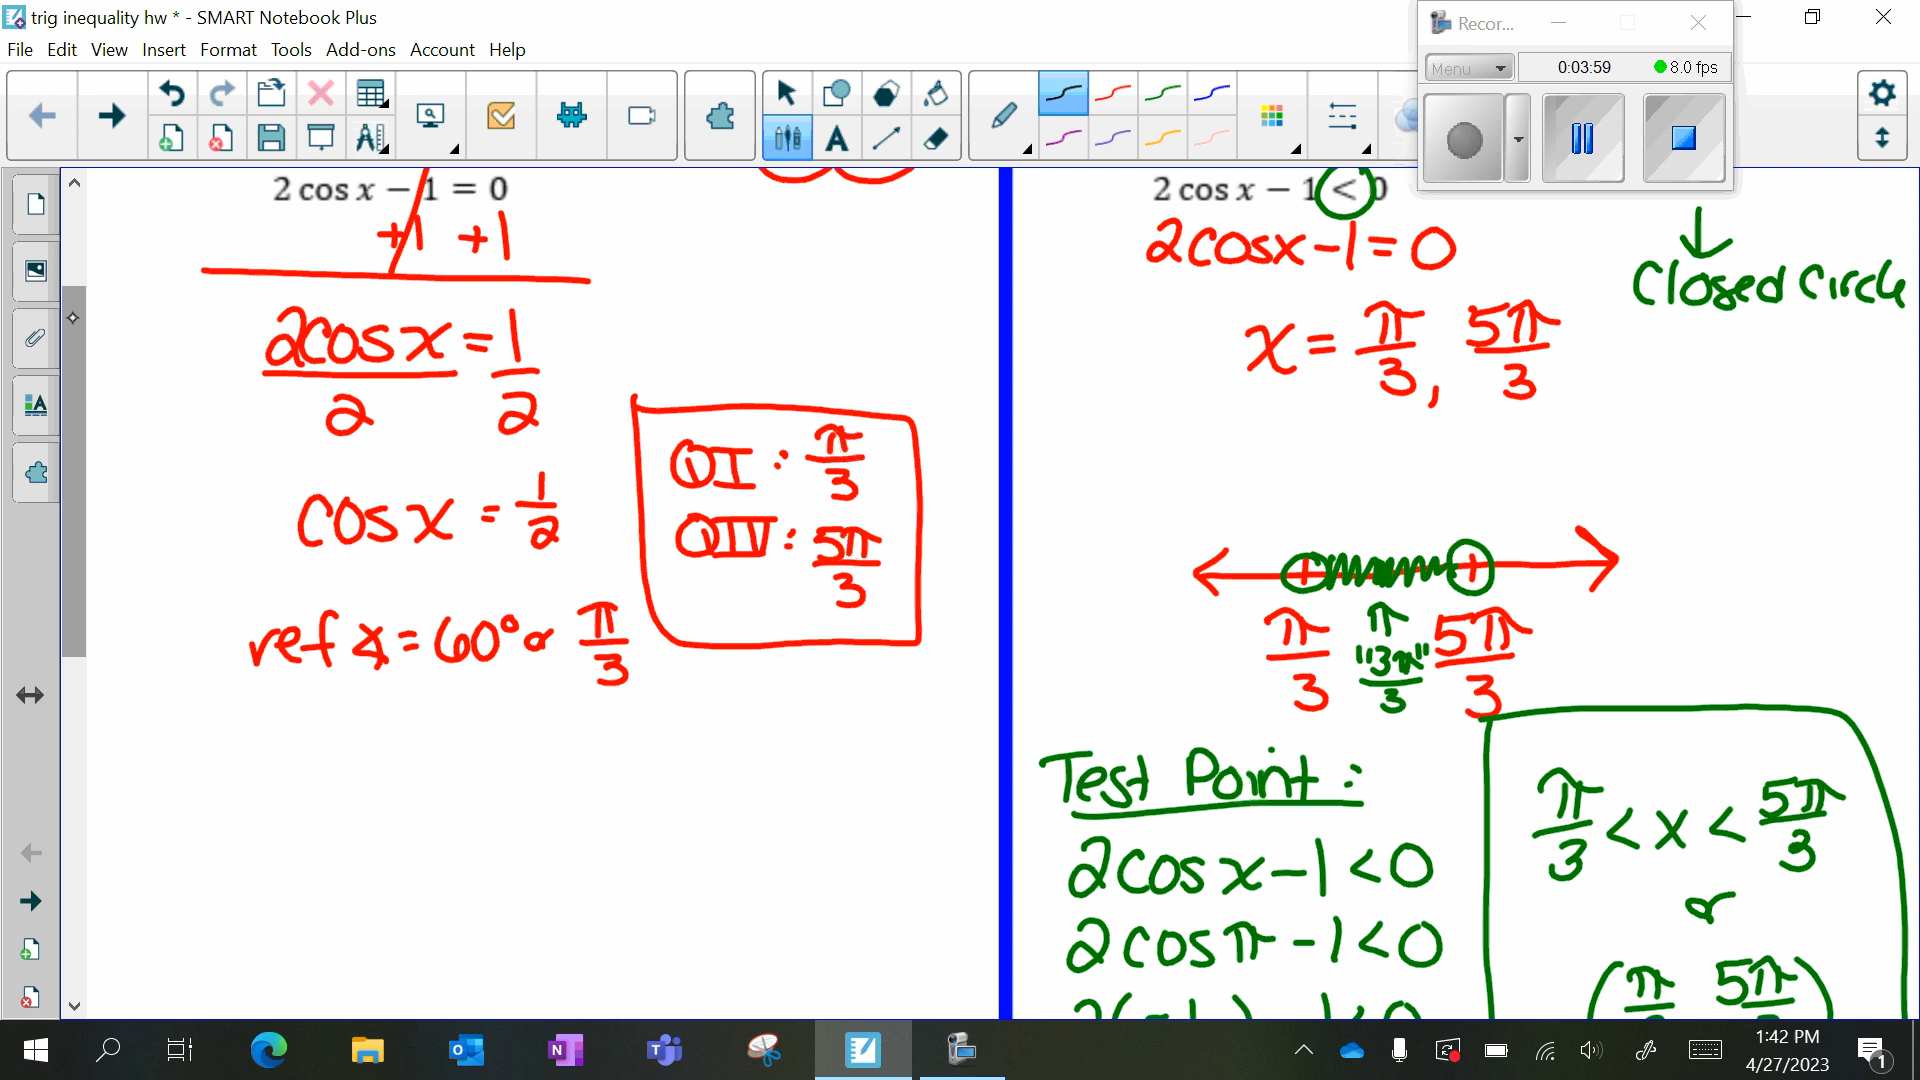 trig inequality hw * - SMART Notebook Plus
File Edit View Insert Format Tools Add-ons Account Help
Recor...
Menu
0:03:59
8.0 fps
2 cos x − 1 = 0
+1 +1
2cosx = 1
2 2
cosx = 1/2
ref ∡ = 60° or π/3
QI : π/3
QIV : 5π/3
2 cos x − 1 < 0
2cosx-1=0
x = π/3, 5π/3
↓
Closed Circle
π/3 π "3π"/3 5π/3
Test Point :
2cosx-1<0
2cosπ-1<0
π/3 < x < 5π/3
or
(π 5π)
1:42 PM
4/27/2023
1